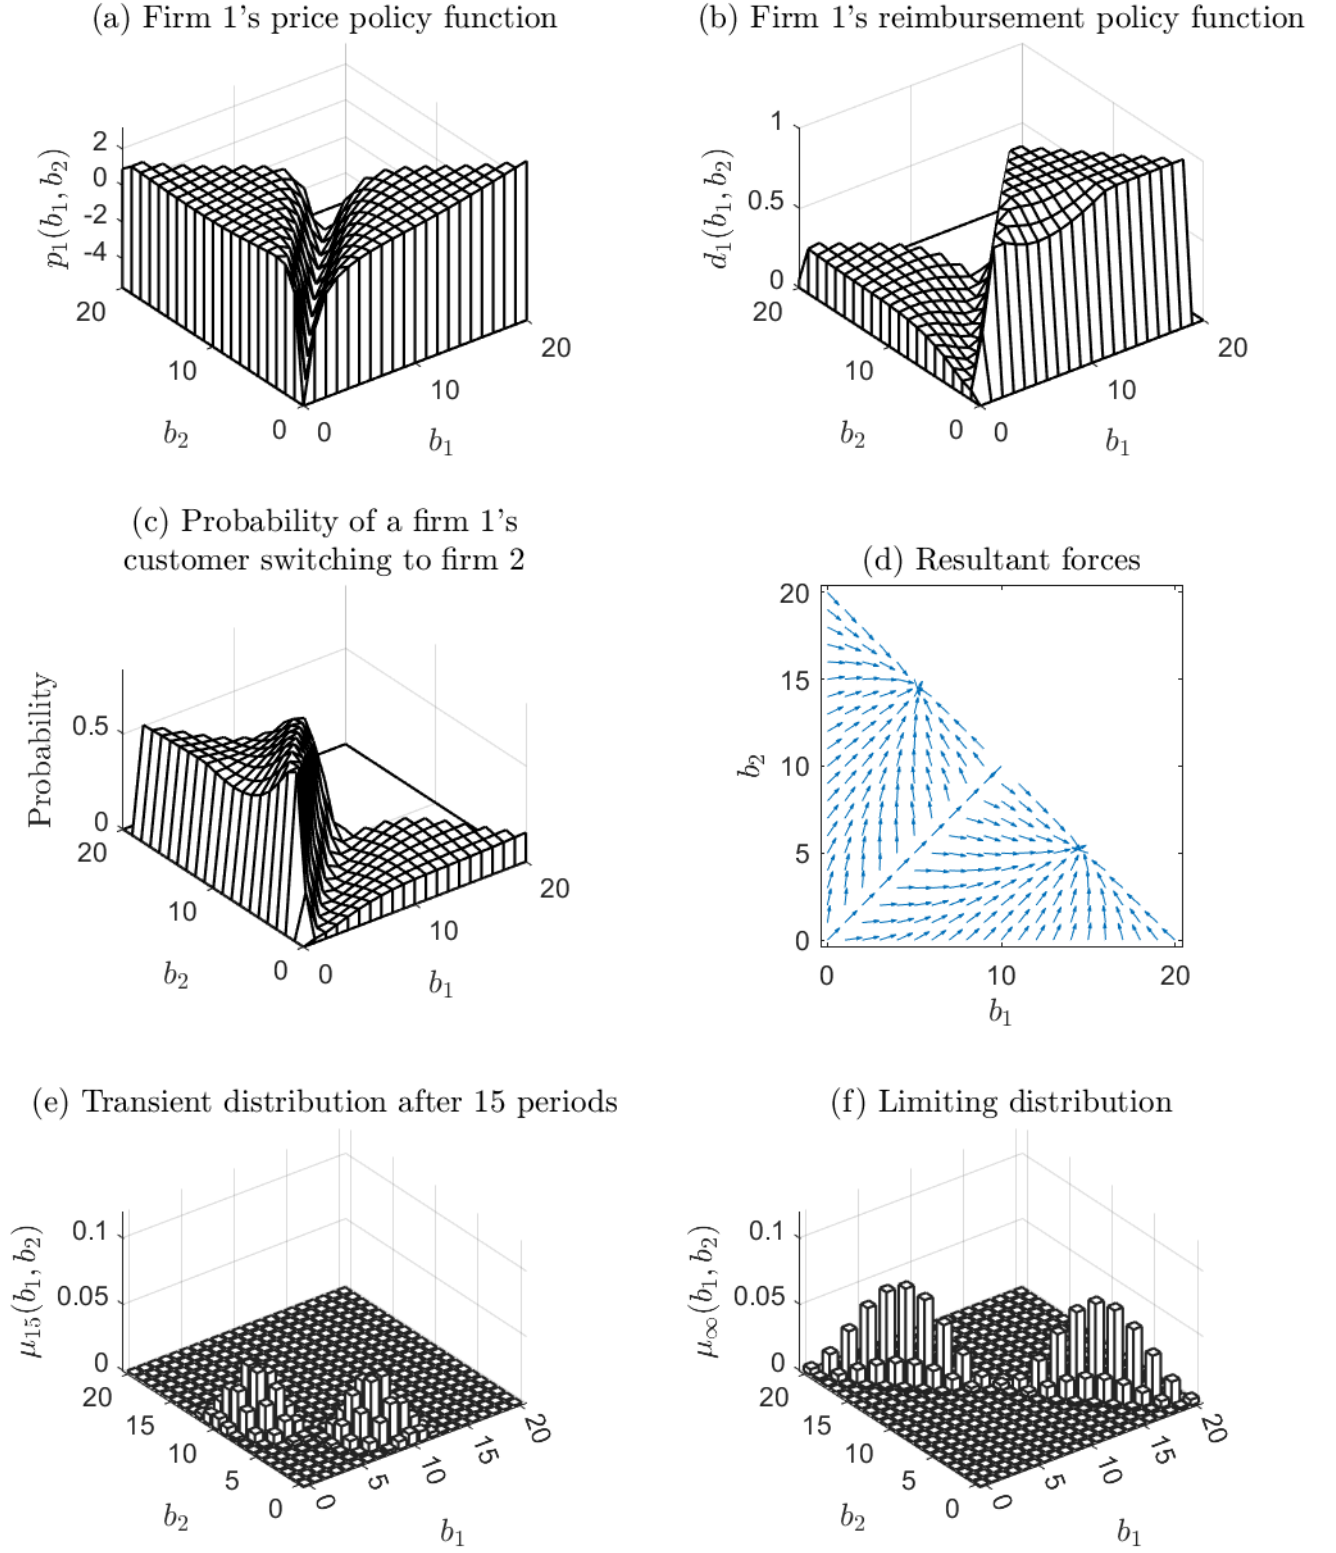 (a) Firm 1's price policy function
2
0
-2
-4
p₁(b₁, b₂)
20
10
0
b₂
0
10
20
b₁
(b) Firm 1's reimbursement policy function
1
0.5
0
d₁(b₁, b₂)
20
10
0
b₂
0
10
20
b₁
(c) Probability of a firm 1's
customer switching to firm 2
Probability
0.5
0
20
10
0
b₂
0
10
20
b₁
(d) Resultant forces
20
15
10
5
0
b₂
0
10
20
b₁
(e) Transient distribution after 15 periods
0.1
0.05
0
μ₁₅(b₁, b₂)
20
15
10
5
0
b₂
0
5
10
15
20
b₁
(f) Limiting distribution
0.1
0.05
0
μ∞(b₁, b₂)
20
15
10
5
0
b₂
0
5
10
15
20
b₁